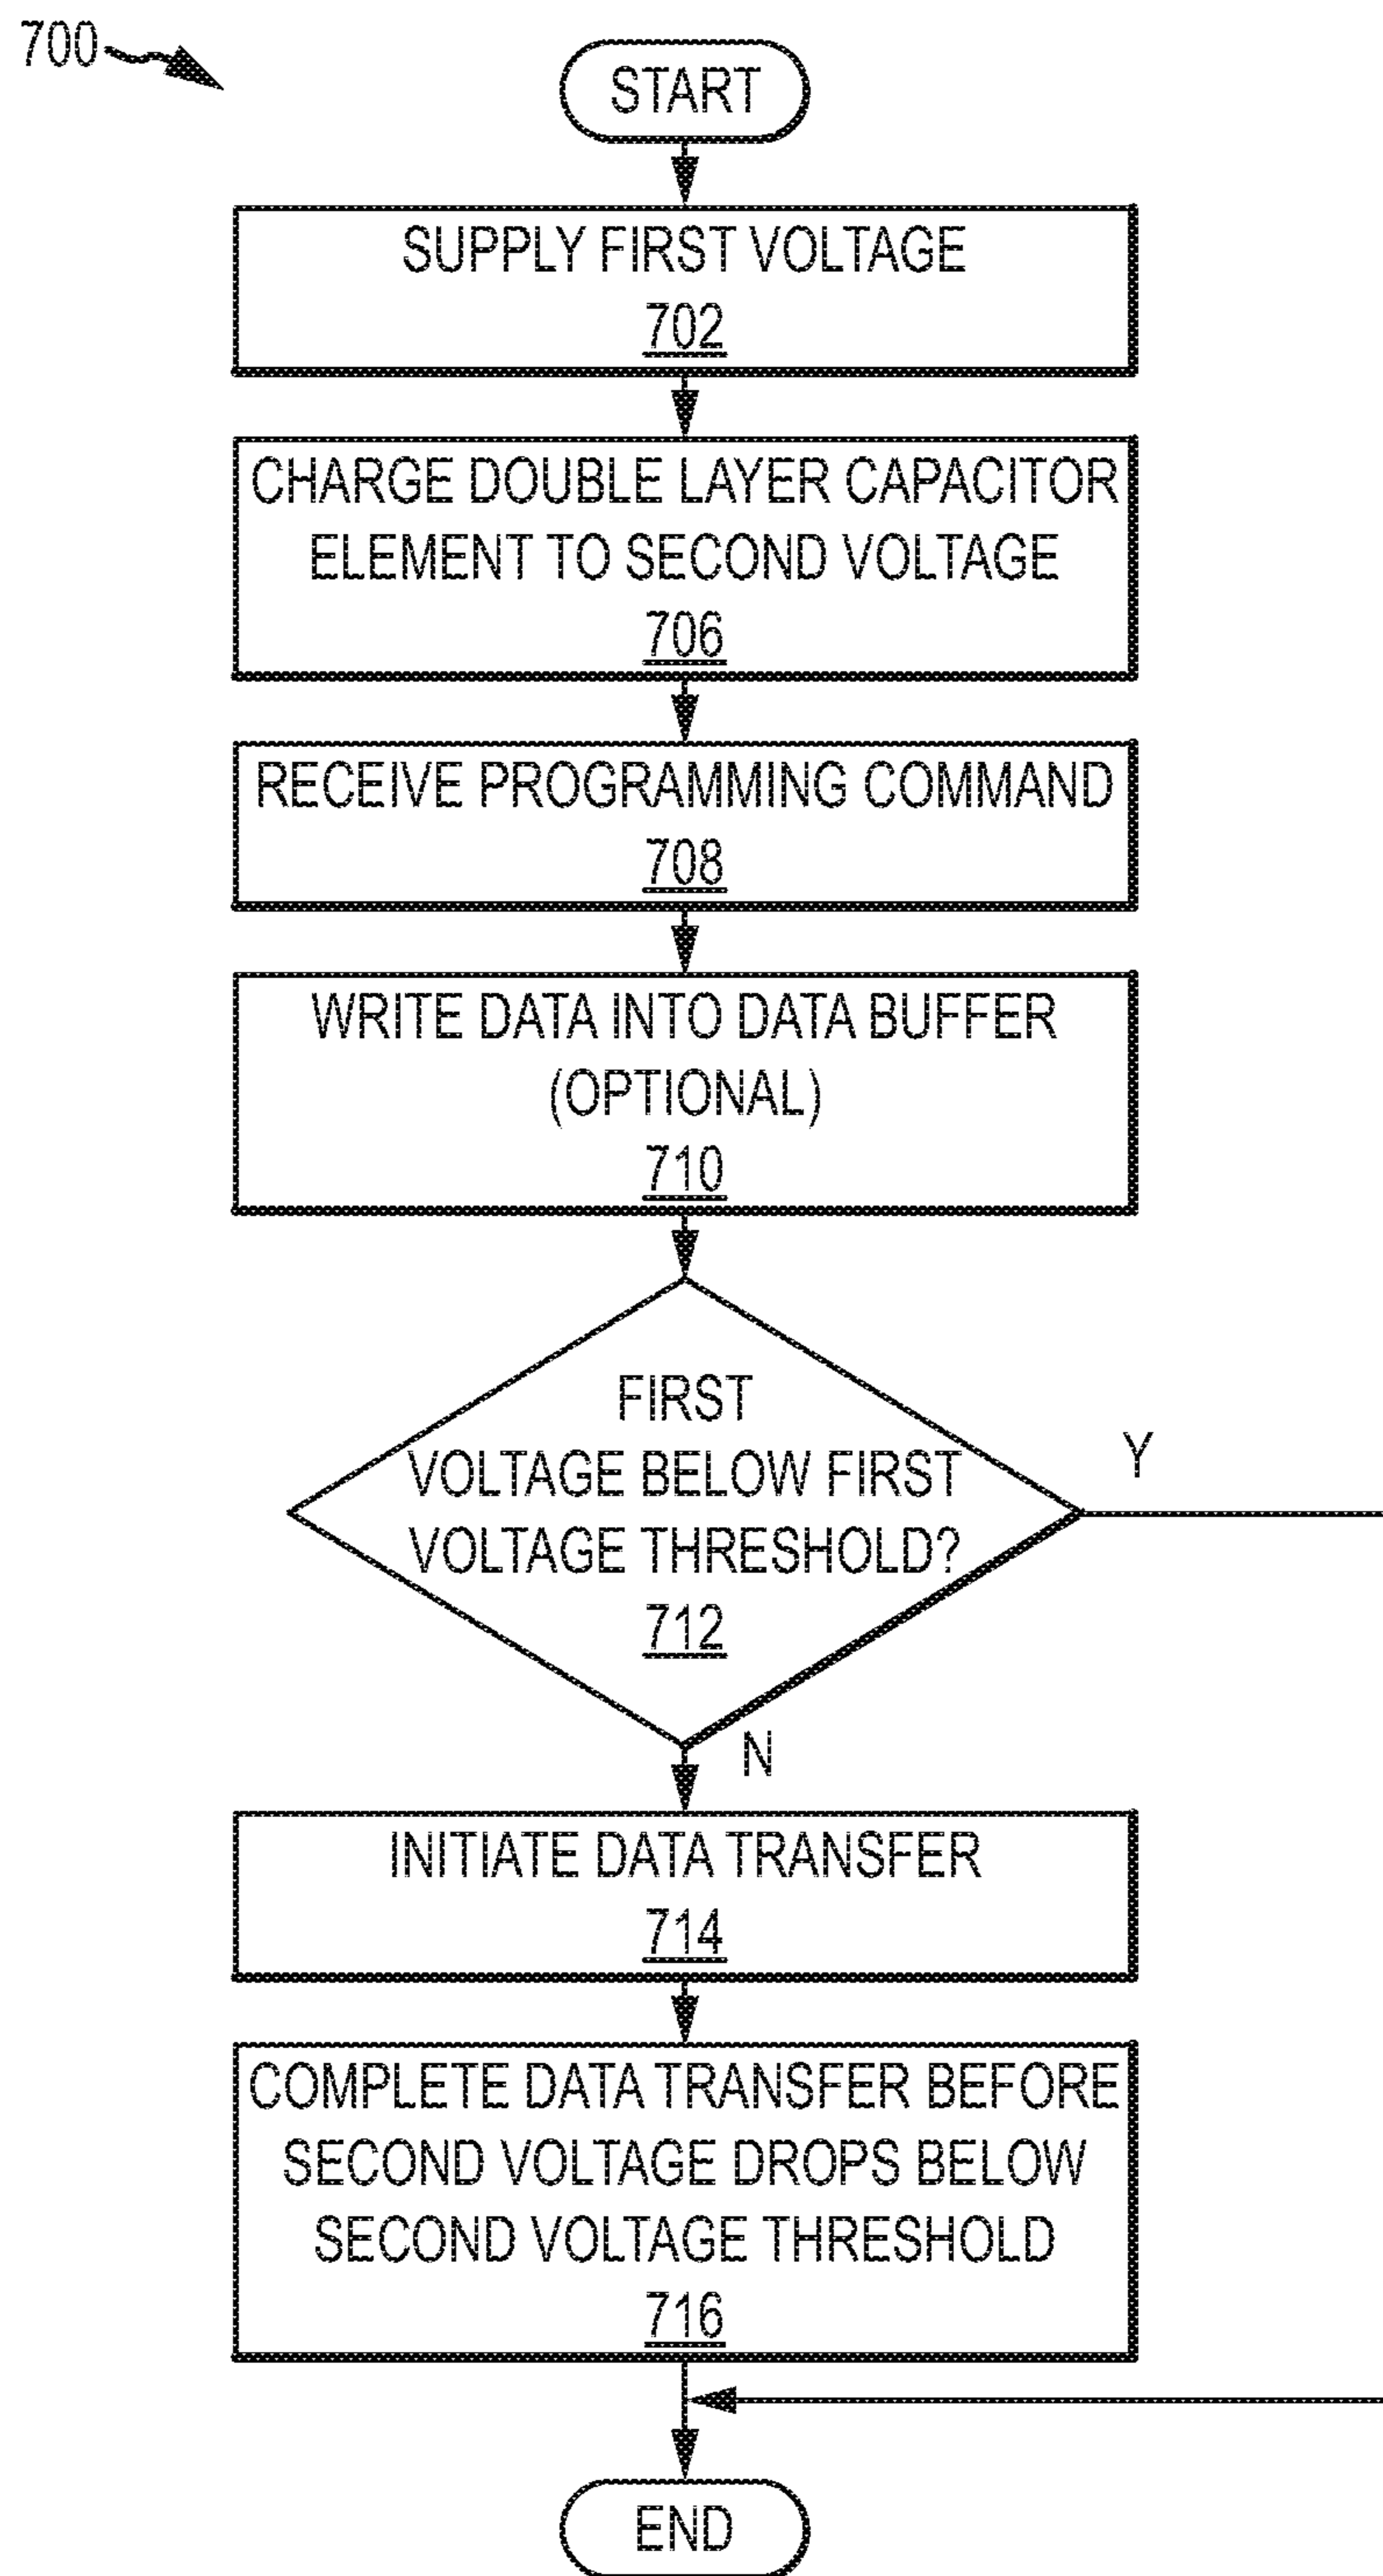 700
START
SUPPLY FIRST VOLTAGE
702
CHARGE DOUBLE LAYER CAPACITOR
ELEMENT TO SECOND VOLTAGE
706
RECEIVE PROGRAMMING COMMAND
708
WRITE DATA INTO DATA BUFFER
(OPTIONAL)
710
FIRST
VOLTAGE BELOW FIRST
VOLTAGE THRESHOLD?
712
Y
N
INITIATE DATA TRANSFER
714
COMPLETE DATA TRANSFER BEFORE
SECOND VOLTAGE DROPS BELOW
SECOND VOLTAGE THRESHOLD
716
END